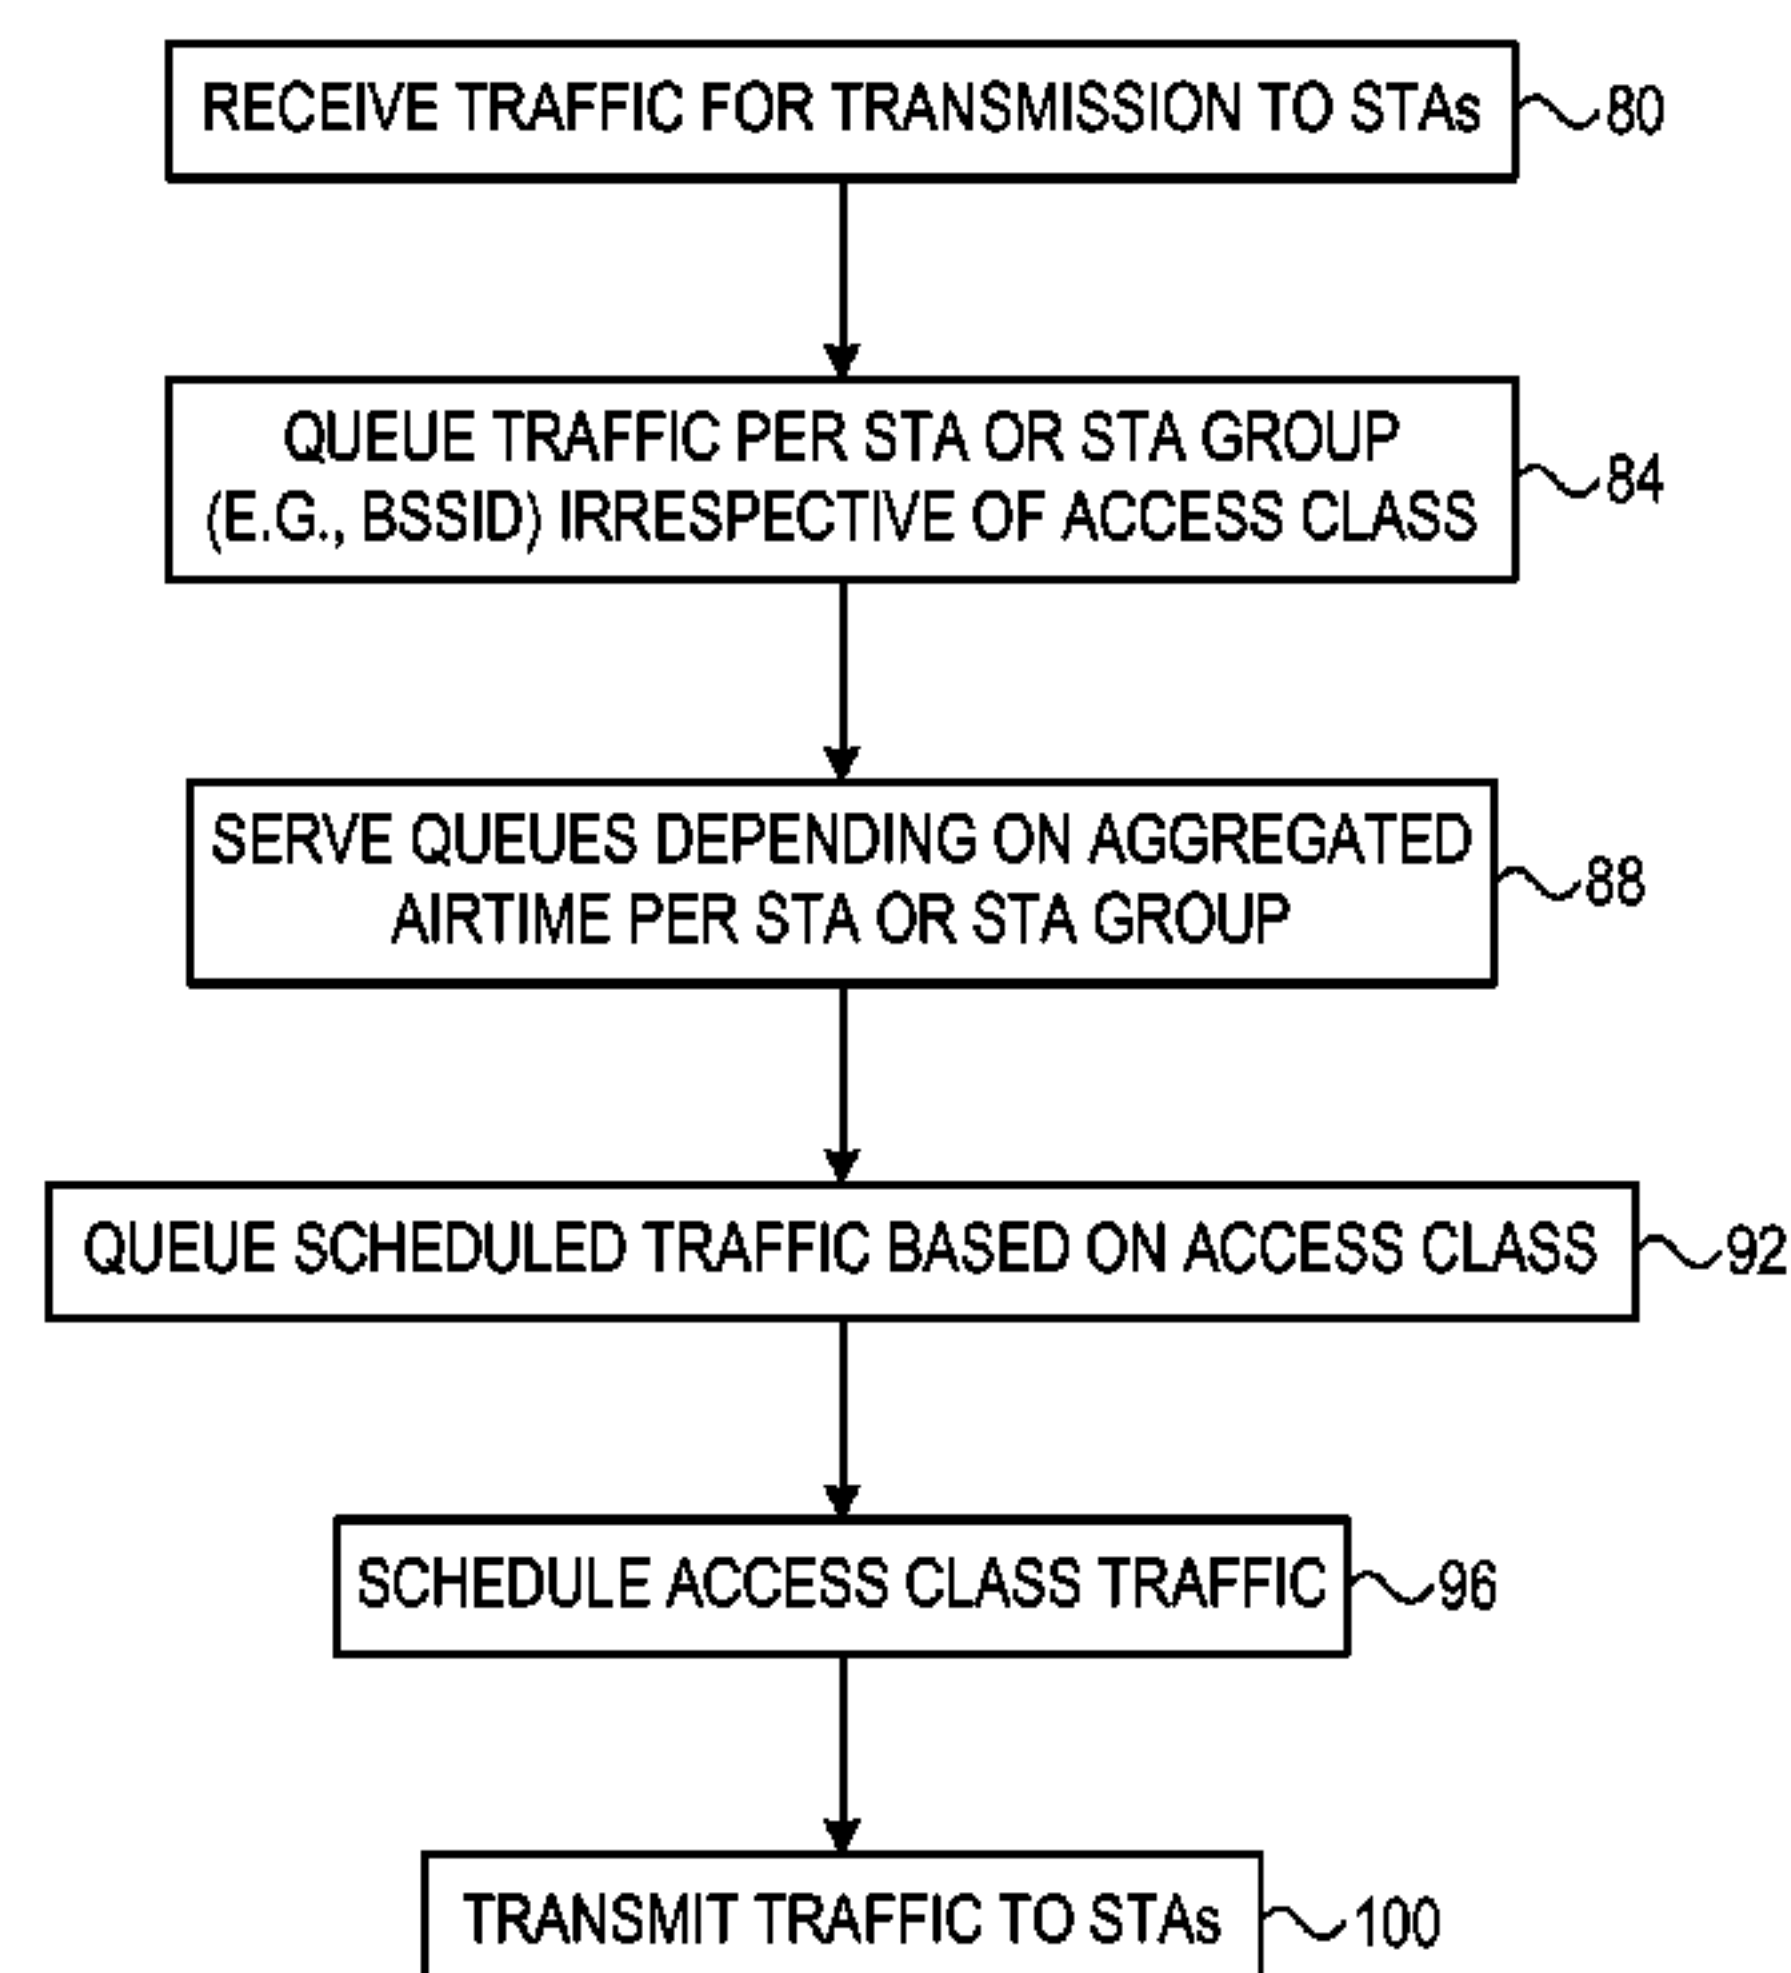 RECEIVE TRAFFIC FOR TRANSMISSION TO STAs
80
QUEUE TRAFFIC PER STA OR STA GROUP
(E.G., BSSID) IRRESPECTIVE OF ACCESS CLASS
84
SERVE QUEUES DEPENDING ON AGGREGATED
AIRTIME PER STA OR STA GROUP
88
QUEUE SCHEDULED TRAFFIC BASED ON ACCESS CLASS
92
SCHEDULE ACCESS CLASS TRAFFIC
96
TRANSMIT TRAFFIC TO STAs
100